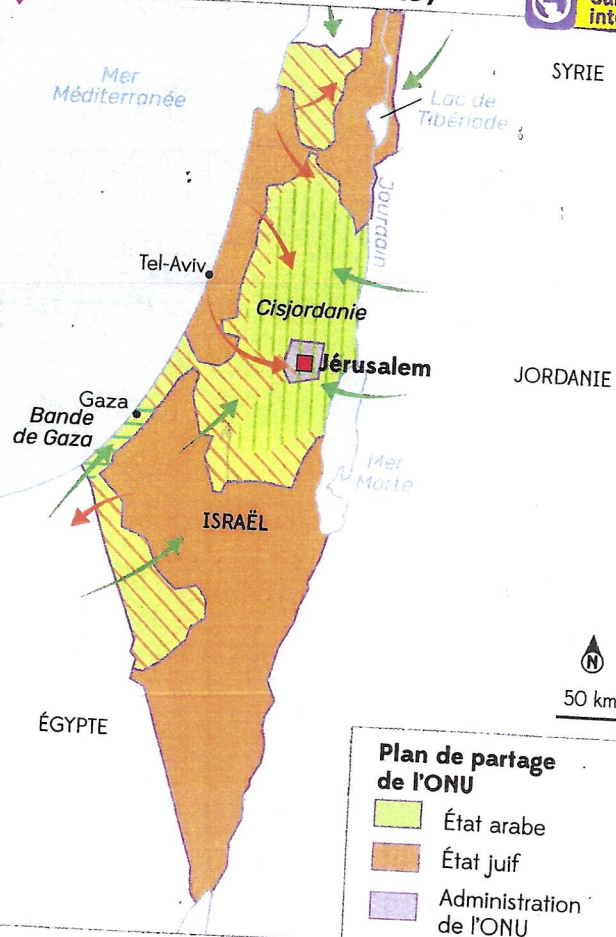 Mer
Méditerranée
SYRIE
Lac de
Tibériade
Jourdain
Tel-Aviv
Cisjordanie
Jérusalem
JORDANIE
Gaza
Bande
de Gaza
Mer
Morte
ISRAËL
N
50 km
ÉGYPTE
Plan de partage
de l'ONU
État arabe
État juif
Administration
de l'ONU